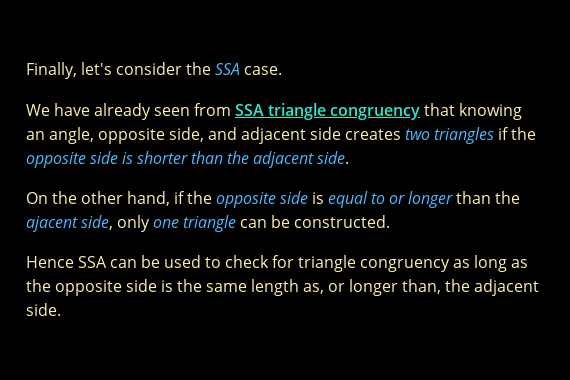 Finally, let's consider the SSA case.
We have already seen from SSA triangle congruency that knowing
an angle, opposite side, and adjacent side creates two triangles if the
opposite side is shorter than the adjacent side.
On the other hand, if the opposite side is equal to or longer than the
ajacent side, only one triangle can be constructed.
Hence SSA can be used to check for triangle congruency as long as
the opposite side is the same length as, or longer than, the adjacent
side.